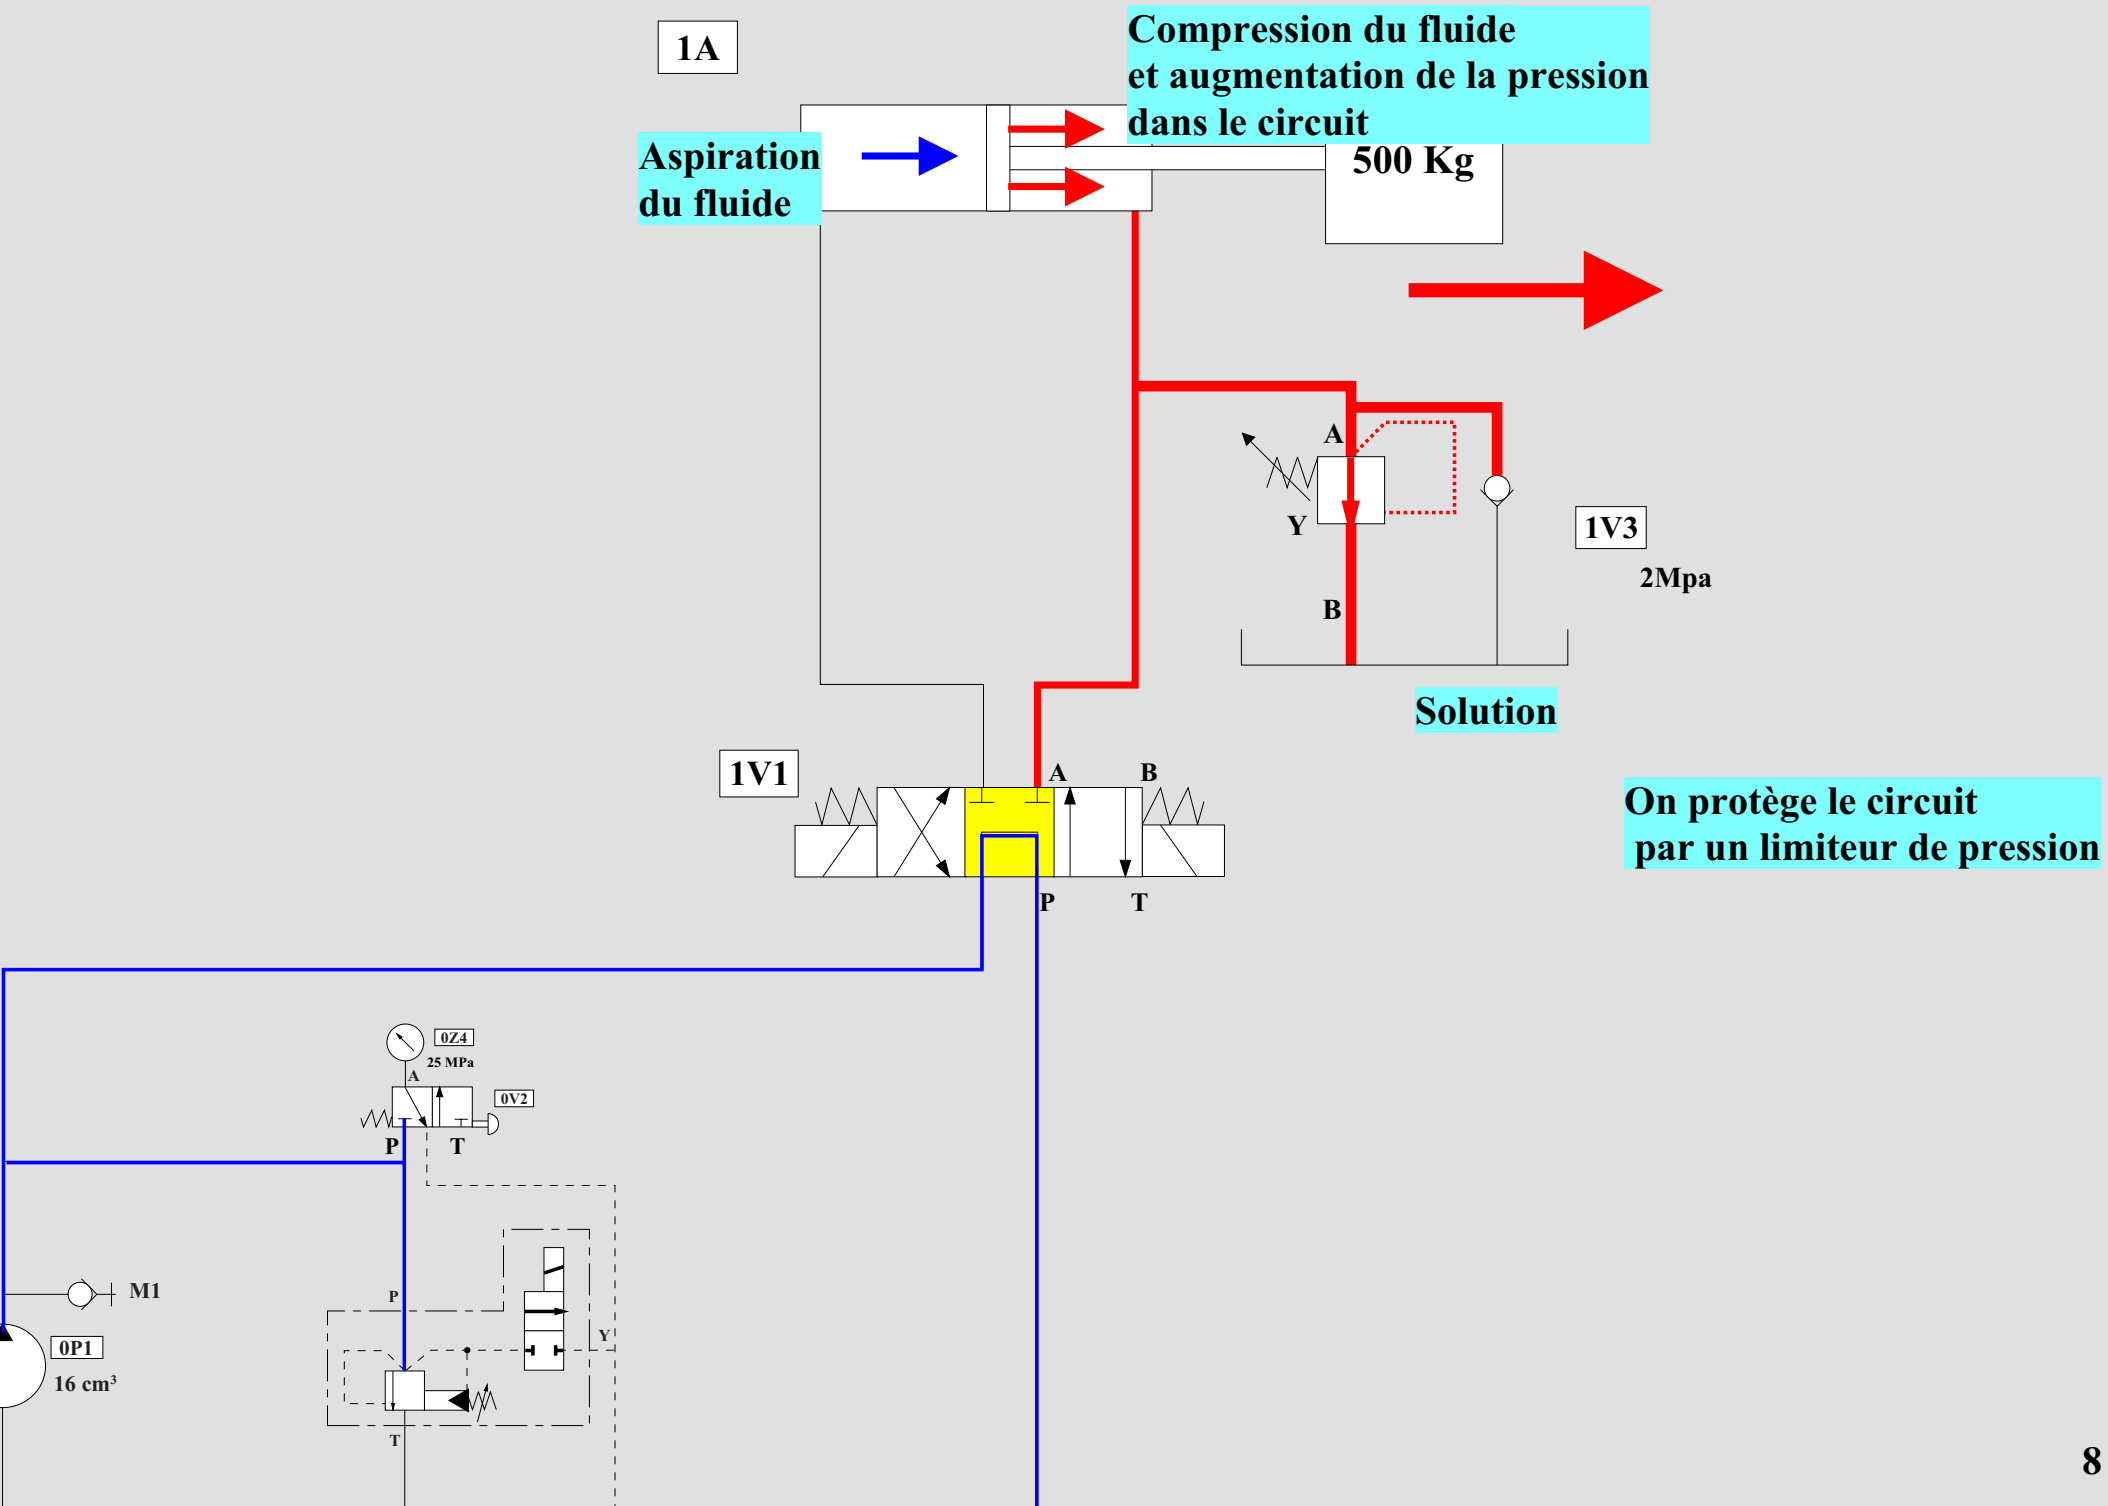 1A
Compression du fluide
et augmentation de la pression
dans le circuit
Aspiration
du fluide
500 Kg
A
Y
1V3
2Mpa
B
Solution
1V1
A
B
On protège le circuit
par un limiteur de pression
P
T
0Z4
25 MPa
A
0V2
P
T
M1
P
Y
0P1
16 cm³
T
8